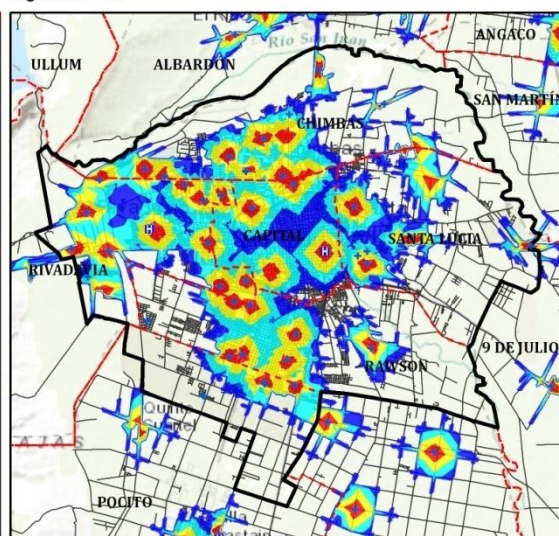 ANGACO
ULLUM
ALBARDÓN
Rio San Juan
SAN MARTÍN
CHIMBAS
CAPITAL
H
H
SANTA LUCIA
RIVADAVIA
9 DE JULIO
RAWSON
POCITO